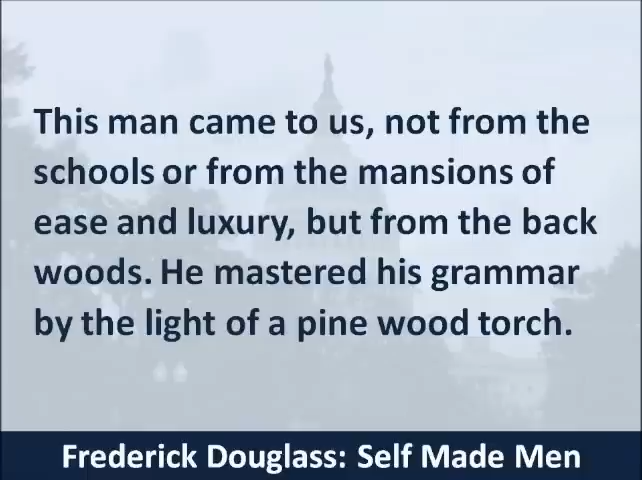 This man came to us, not from the
schools or from the mansions of
ease and luxury, but from the back
woods. He mastered his grammar
by the light of a pine wood torch.
Frederick Douglass: Self Made Men